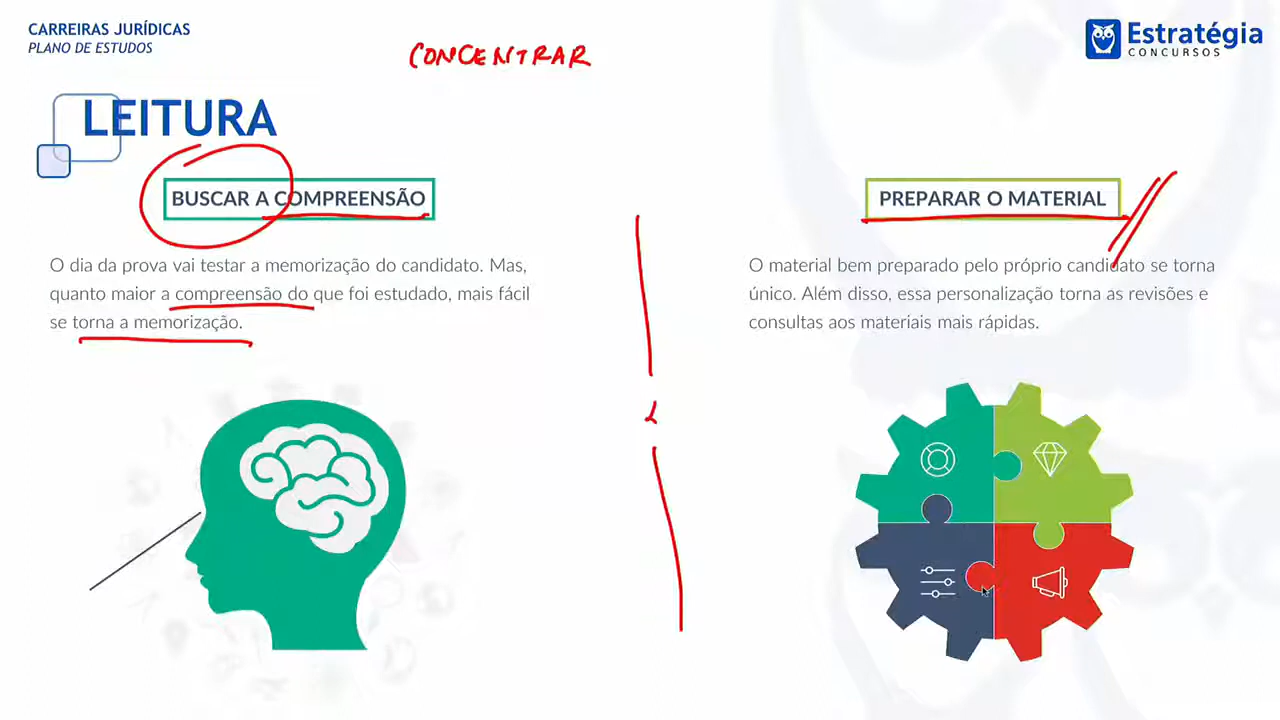 CARREIRAS JURÍDICAS
PLANO DE ESTUDOS
CONCENTRAR
Estratégia
CONCURSOS
LEITURA
BUSCAR A COMPREENSÃO
O dia da prova vai testar a memorização do candidato. Mas,
quanto maior a compreensão do que foi estudado, mais fácil
se torna a memorização.
PREPARAR O MATERIAL
O material bem preparado pelo próprio candidato se torna
único. Além disso, essa personalização torna as revisões e
consultas aos materiais mais rápidas.